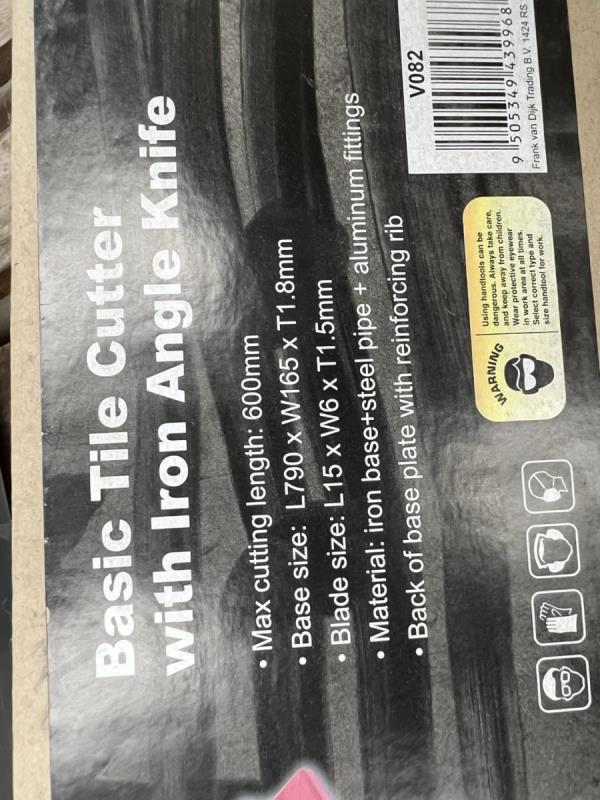 Basic Tile Cutter
with Iron Angle Knife
• Max cutting length: 600mm
• Base size: L790 x W165 x T1.8mm
• Blade size: L15 x W6 x T1.5mm
• Material: iron base+steel pipe + aluminum fittings
• Back of base plate with reinforcing rib
WARNING
Using handtools can be
dangerous. Always take care,
and keep away from children.
Wear protective eyewear
in work area at all times.
Select correct type and
size handtool for work.
V082
9 505349 439968
Frank van Dijk Trading B.V. 1424 RS